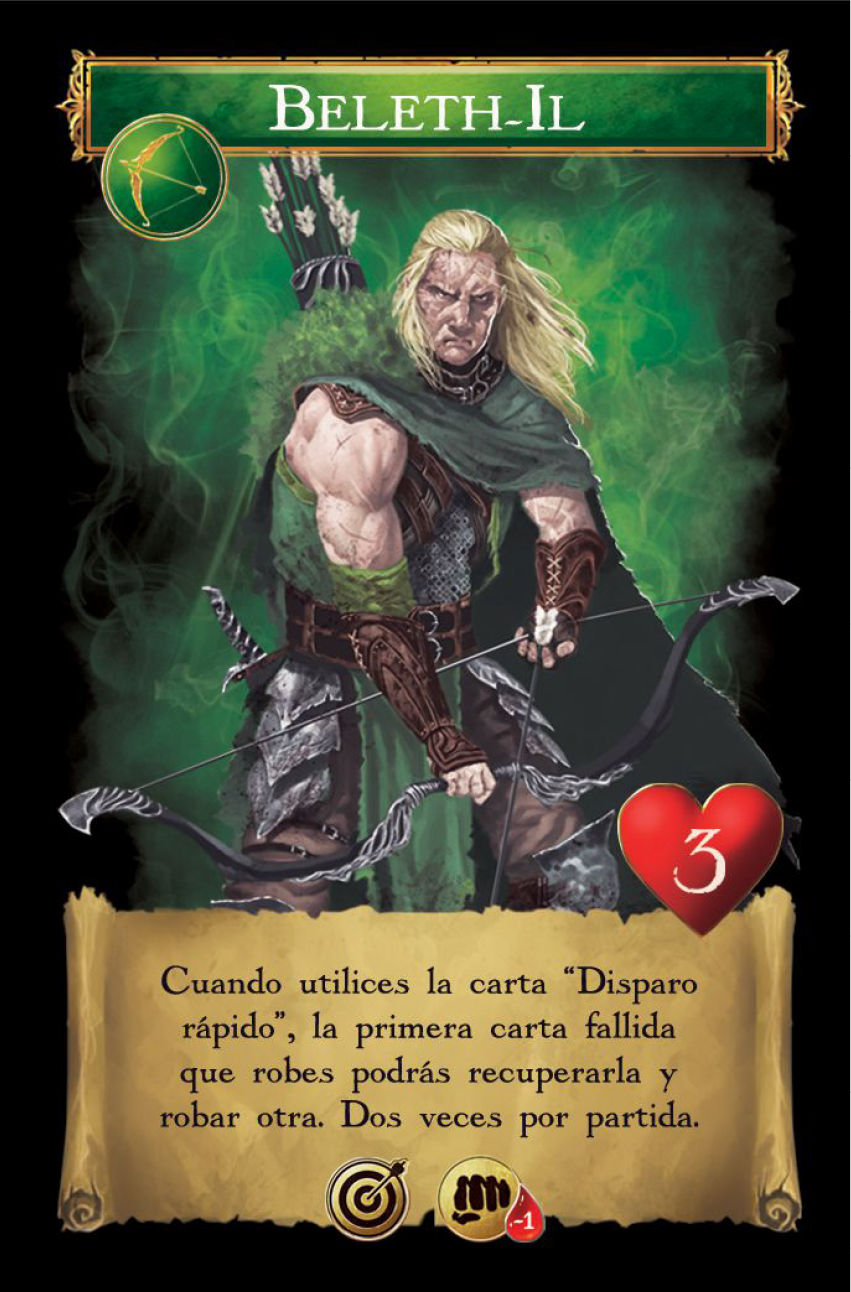 Beleth-Il
3
Cuando utilices la carta “Disparo
rápido”, la primera carta fallida
que robes podrás recuperarla y
robar otra. Dos veces por partida.
-1